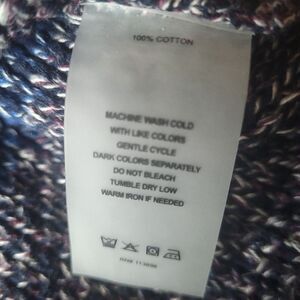 100% COTTON
MACHINE WASH COLD
WITH LIKE COLORS
GENTLE CYCLE
DARK COLORS SEPARATELY
DO NOT BLEACH
TUMBLE DRY LOW
WARM IRON IF NEEDED